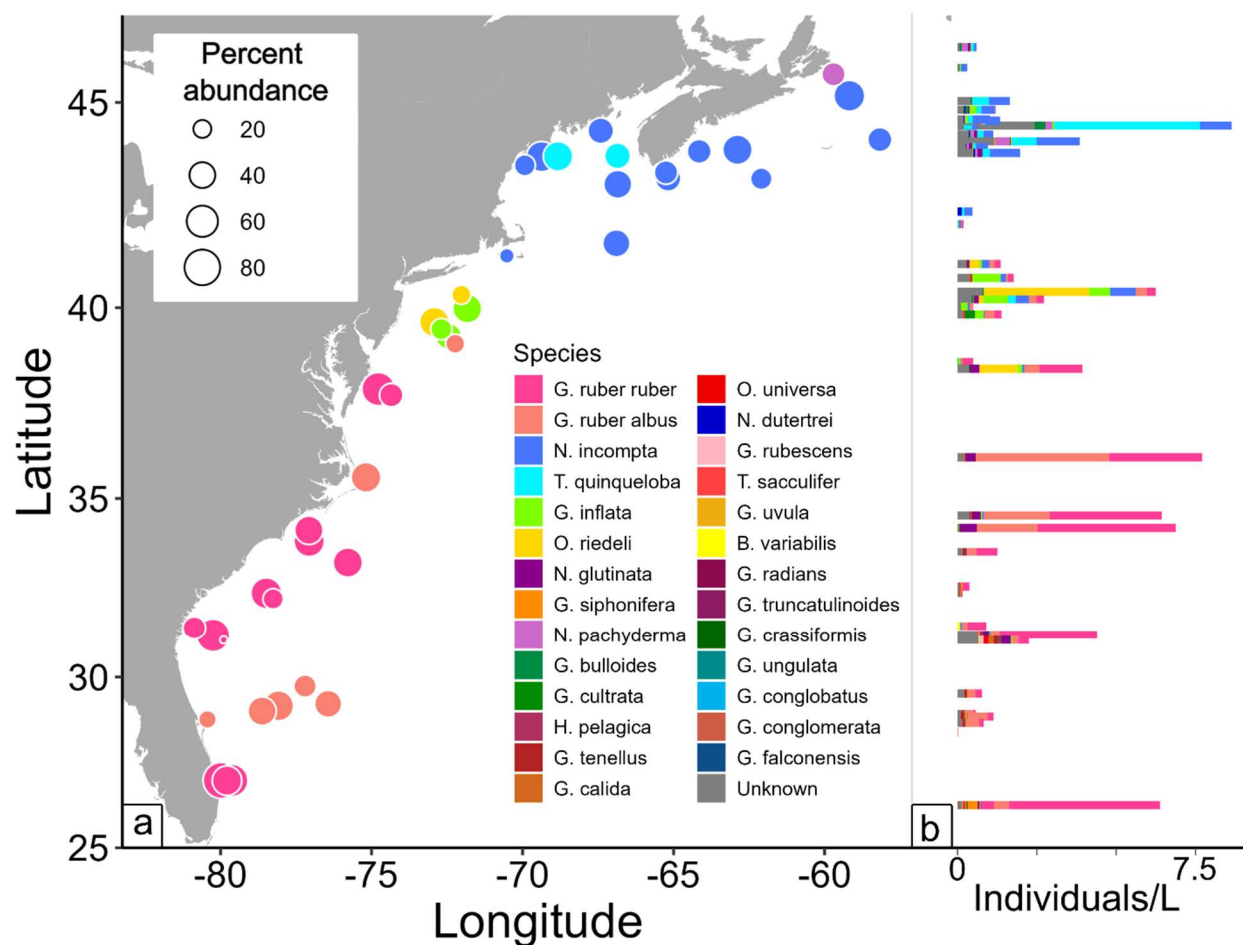 Percent
abundance
20
40
60
80
45
40
35
30
25
Latitude
Species
G. ruber ruber
G. ruber albus
N. incompta
T. quinqueloba
G. inflata
O. riedeli
N. glutinata
G. siphonifera
N. pachyderma
G. bulloides
G. cultrata
H. pelagica
G. tenellus
G. calida
O. universa
N. dutertrei
G. rubescens
T. sacculifer
G. uvula
B. variabilis
G. radians
G. truncatulinoides
G. crassiformis
G. ungulata
G. conglobatus
G. conglomerata
G. falconensis
Unknown
a
-80
-75
-70
-65
-60
Longitude
b
0
7.5
Individuals/L